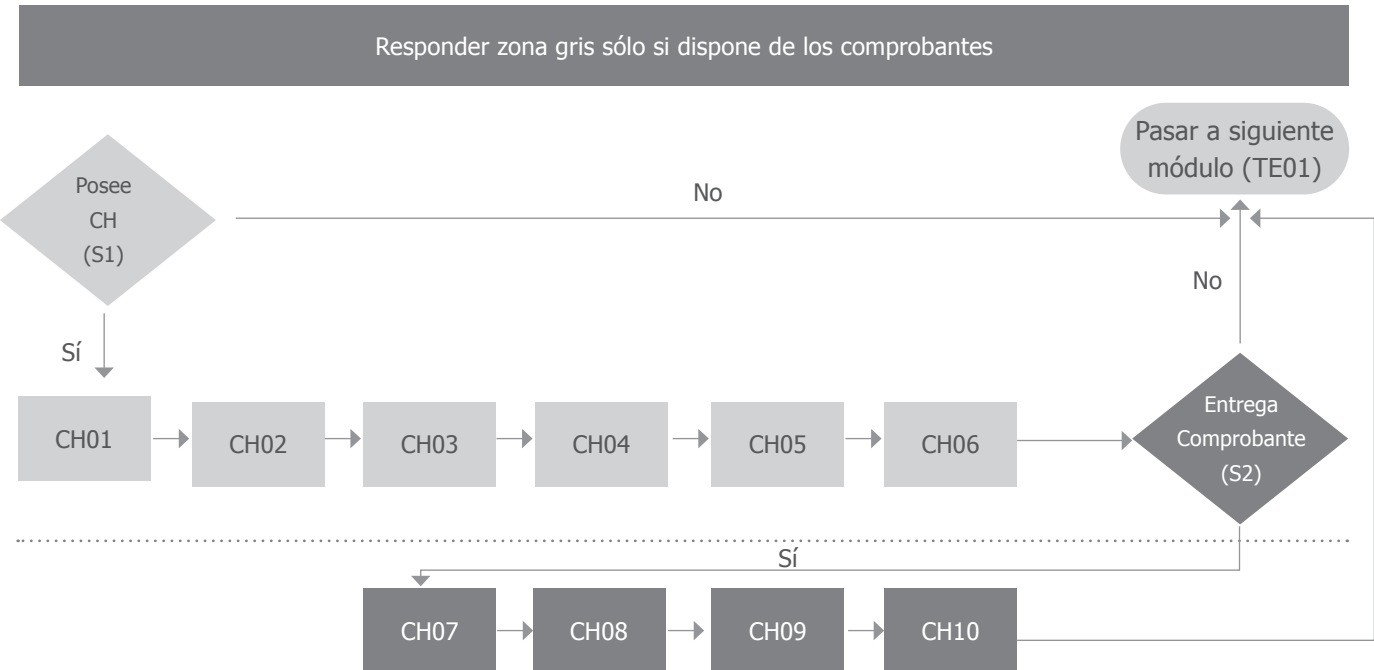 Responder zona gris sólo si dispone de los comprobantes
Pasar a siguiente
módulo (TE01)
Posee
CH
(S1)
No
No
Sí
CH01
CH02
CH03
CH04
CH05
CH06
Entrega
Comprobante
(S2)
Sí
CH07
CH08
CH09
CH10